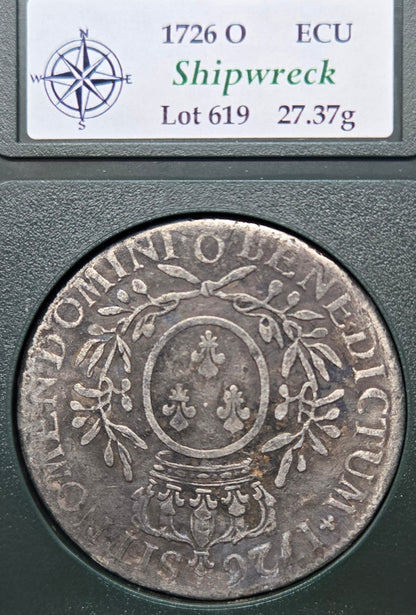 1726 O ECU
N
W E
S
Shipwreck
Lot 619 27.37g
SIT NOMEN DOMINI O BENEDICTUM 1726